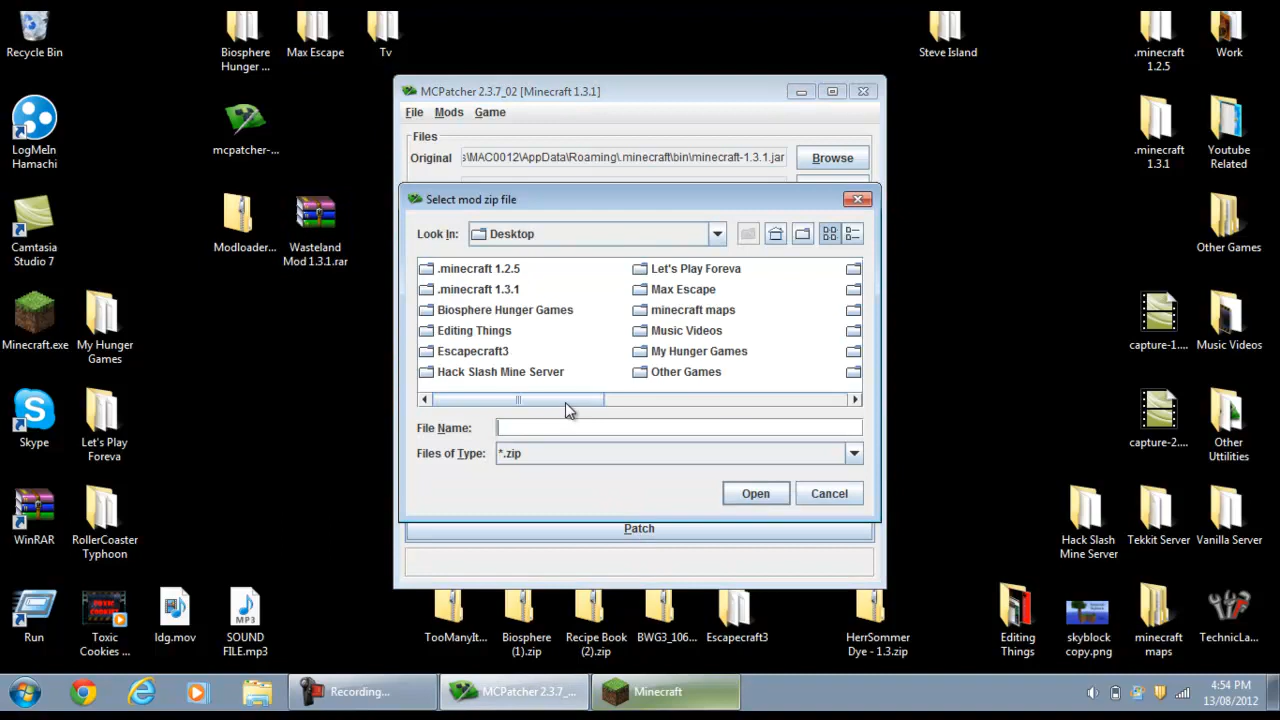 Recycle Bin
Biosphere Hunger ...
Max Escape
Tv
Steve Island
.minecraft 1.2.5
Work
LogMeIn Hamachi
mcpatcher-...
.minecraft 1.3.1
Youtube Related
Camtasia Studio 7
Modloader...
Wasteland Mod 1.3.1.rar
Other Games
Minecraft.exe
My Hunger Games
capture-1....
Music Videos
Skype
Let's Play Foreva
capture-2....
Other Uttilities
WinRAR
RollerCoaster Typhoon
Hack Slash Mine Server
Tekkit Server
Vanilla Server
Run
TOXIC COOKIES
Toxic Cookies ...
ldg.mov
MP3
SOUND FILE.mp3
TooManyIt...
Biosphere (1).zip
Recipe Book (2).zip
BWG3_106...
Escapecraft3
HerrSommer Dye - 1.3.zip
Editing Things
skyblock copy.png
minecraft maps
TechnicLa...
MCPatcher 2.3.7_02 [Minecraft 1.3.1]
File Mods Game
Files
Original s\MAC0012\AppData\Roaming\.minecraft\bin\minecraft-1.3.1.jar Browse
Select mod zip file
Look In: Desktop
.minecraft 1.2.5
.minecraft 1.3.1
Biosphere Hunger Games
Editing Things
Escapecraft3
Hack Slash Mine Server
Let's Play Foreva
Max Escape
minecraft maps
Music Videos
My Hunger Games
Other Games
File Name:
Files of Type: *.zip
Open Cancel
Patch
Recording...
MCPatcher 2.3.7_...
Minecraft
4:54 PM
13/08/2012